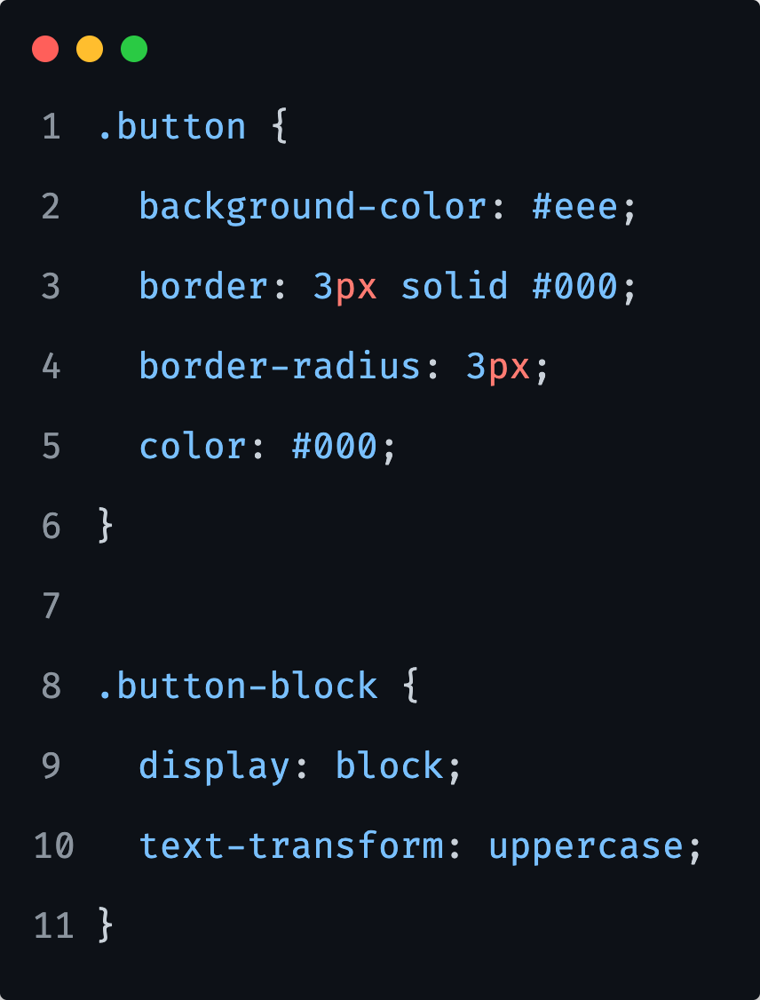 1 .button {
2   background-color: #eee;
3   border: 3px solid #000;
4   border-radius: 3px;
5   color: #000;
6 }
7
8 .button-block {
9   display: block;
10   text-transform: uppercase;
11 }